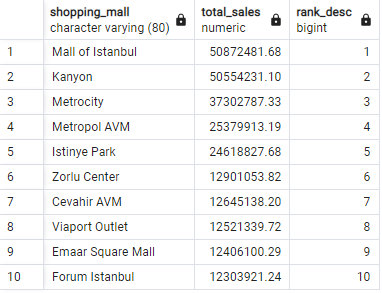 shopping_mall total_sales rank_desc
character varying (80) numeric bigint
1 Mall of Istanbul 50872481.68 1
2 Kanyon 50554231.10 2
3 Metrocity 37302787.33 3
4 Metropol AVM 25379913.19 4
5 Istinye Park 24618827.68 5
6 Zorlu Center 12901053.82 6
7 Cevahir AVM 12645138.20 7
8 Viaport Outlet 12521339.72 8
9 Emaar Square Mall 12406100.29 9
10 Forum Istanbul 12303921.24 10